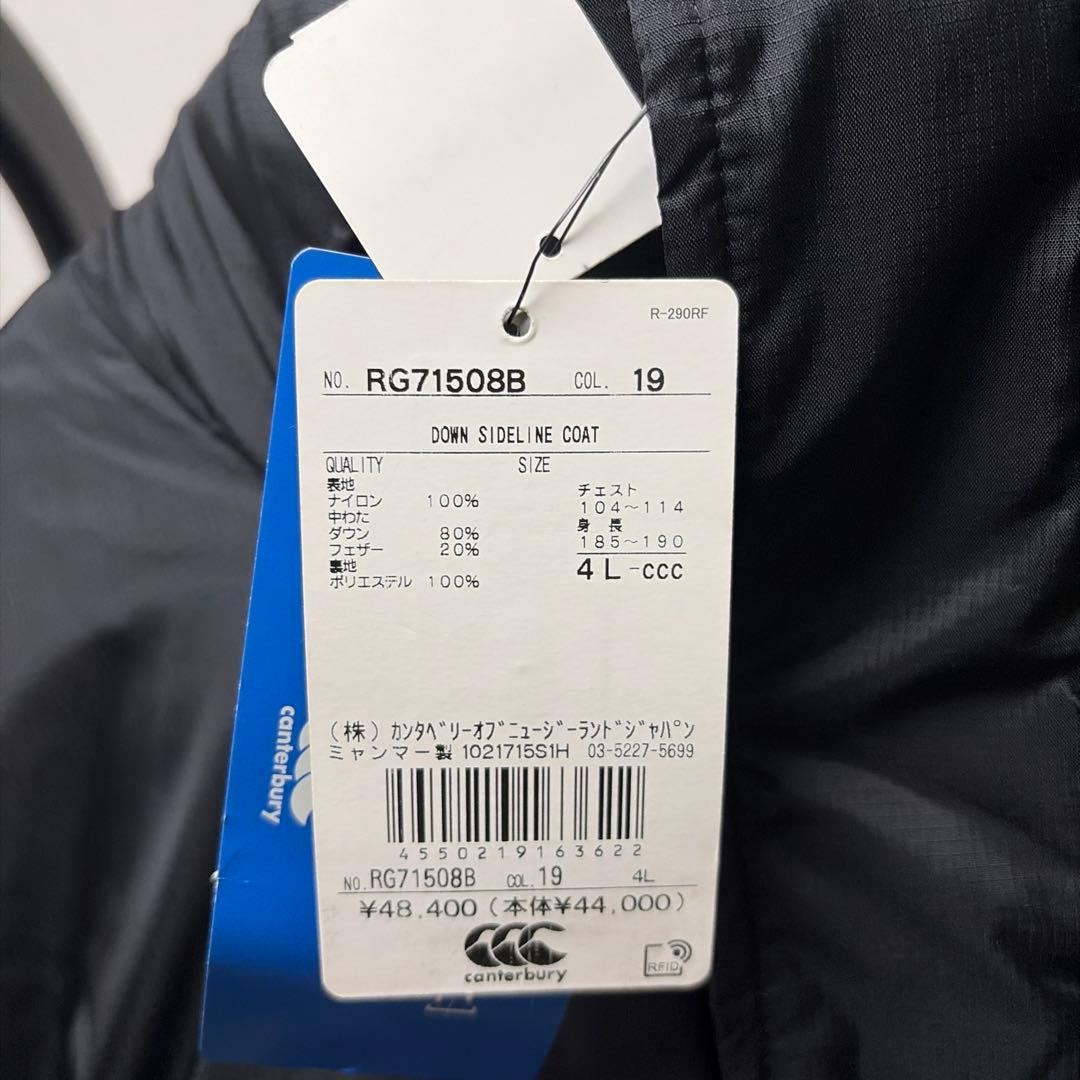 R-290RF
NO. RG71508B COL. 19
DOWN SIDELINE COAT
QUALITY SIZE
表地
ナイロン 100%
中わた
ダウン 80%
フェザー 20%
裏地
ポリエステル 100%
チェスト
104～114
身 長
185～190
4L-CCC
(株) ｶﾝﾀﾍﾞﾘｰｵﾌﾞﾆｭｰｼﾞｰﾗﾝﾄﾞｼﾞｬﾊﾟﾝ
ミャンマー製 1021715S1H 03-5227-5699
4550219163622
NO. RG71508B COL. 19 4L
¥48,400 (本体¥44,000)
canterbury
RFID
canterbury